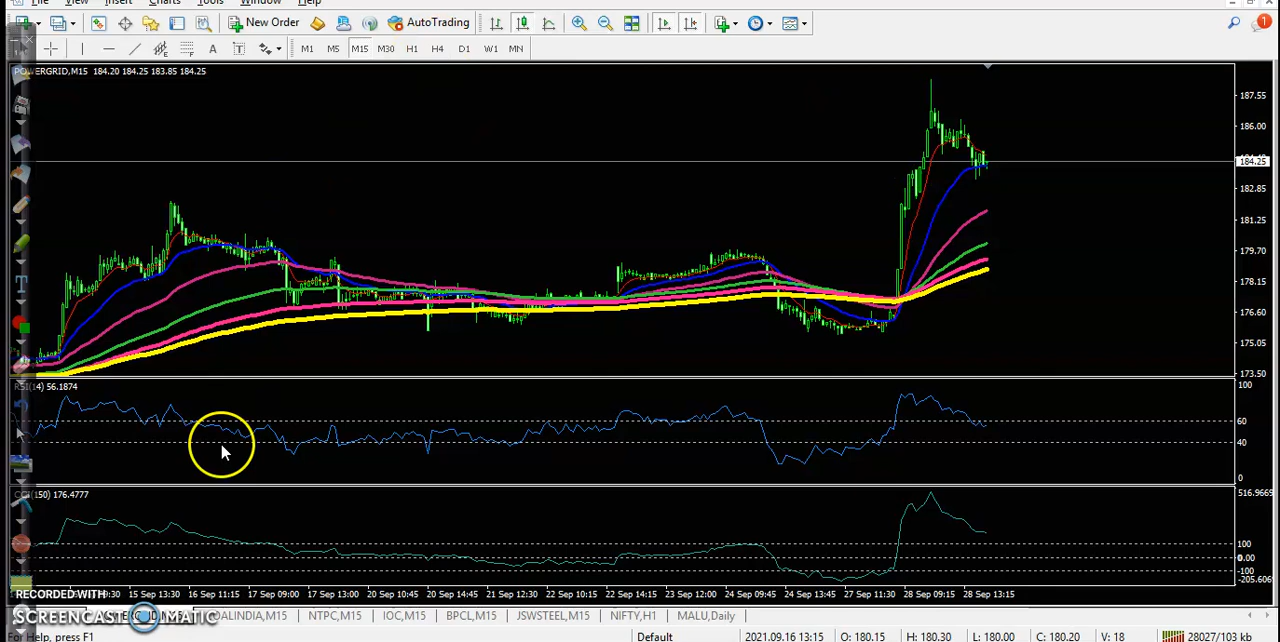 File View Insert Charts Tools Window Help
New Order AutoTrading 1
M1 M5 M15 M30 H1 H4 D1 W1 MN
POWERGRID,M15 184.20 184.25 183.85 184.25
187.55
186.00
184.25
182.85
181.25
179.70
178.15
176.60
175.05
173.50
RSI(14) 56.1874
100
60
40
0
CCI(150) 176.4777
516.9665
100
0.00
-100
-205.606
15 Sep 13:30 16 Sep 11:15 17 Sep 09:00 17 Sep 13:00 20 Sep 10:45 20 Sep 14:45 21 Sep 12:30 22 Sep 10:15 22 Sep 14:15 23 Sep 12:00 24 Sep 09:45 24 Sep 13:45 27 Sep 11:30 28 Sep 09:15 28 Sep 13:15
RECORDED WITH
SCREENCAST-O-MATIC
NTPC,M15 IOC,M15 BPCL,M15 JSWSTEEL,M15 NIFTY,H1 MALU,Daily
For Help, press F1 Default 2021.09.16 13:15 O: 180.15 H: 180.30 L: 180.00 C: 180.20 V: 18 28027/103 kb